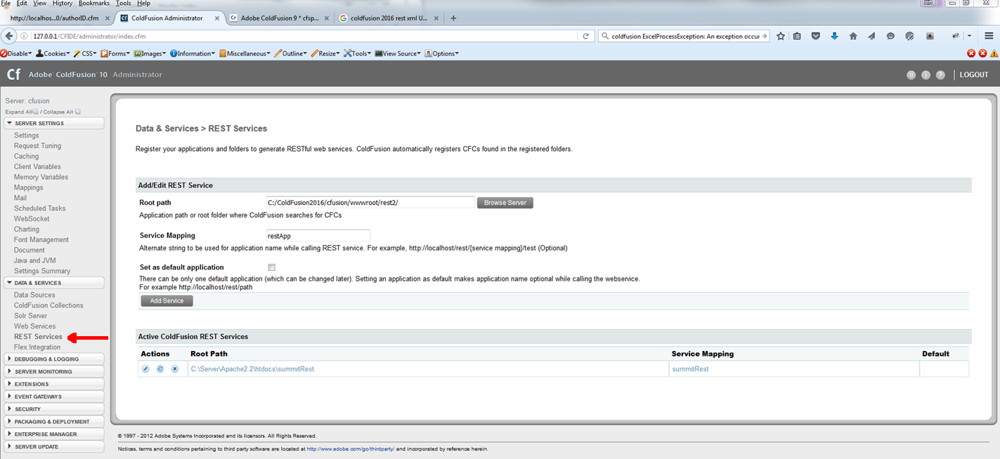 File Edit View History Bookmarks Tools Help
http://localhos...0/authorID.cfm × Cf ColdFusion Administrator × Cf Adobe ColdFusion 9 * cfsp... × G coldfusion 2016 rest xml U... × +
127.0.0.1/CFIDE/administrator/index.cfm coldfusion ExcelProcessException: An exception occur
Disable Cookies CSS Forms Images Information Miscellaneous Outline Resize Tools View Source Options
Cf Adobe® ColdFusion® 10 Administrator LOGOUT
Server: cfusion
Expand All / Collapse All
SERVER SETTINGS
Settings
Request Tuning
Caching
Client Variables
Memory Variables
Mappings
Mail
Scheduled Tasks
WebSocket
Charting
Font Management
Document
Java and JVM
Settings Summary
DATA & SERVICES
Data Sources
ColdFusion Collections
Solr Server
Web Services
REST Services
Flex Integration
DEBUGGING & LOGGING
SERVER MONITORING
EXTENSIONS
EVENT GATEWAYS
SECURITY
PACKAGING & DEPLOYMENT
ENTERPRISE MANAGER
SERVER UPDATE
Data & Services > REST Services
Register your applications and folders to generate RESTful web services. ColdFusion automatically registers CFCs found in the registered folders.
Add/Edit REST Service
Root path C:/ColdFusion2016/cfusion/wwwroot/rest2/ Browse Server
Application path or root folder where ColdFusion searches for CFCs
Service Mapping restApp
Alternate string to be used for application name while calling REST service. For example, http://localhost/rest/{service mapping}/test (Optional)
Set as default application
There can be only one default application (which can be changed later). Setting an application as default makes application name optional while calling the webservice.
For example http://localhost/rest/path
Add Service
Active ColdFusion REST Services
Actions Root Path Service Mapping Default
C:\Server\Apache2.2\htdocs\summitRest summitRest
© 1997 - 2012 Adobe Systems Incorporated and its licensors. All Rights Reserved.
Notices, terms and conditions pertaining to third party software are located at http://www.adobe.com/go/thirdparty/ and incorporated by reference herein.